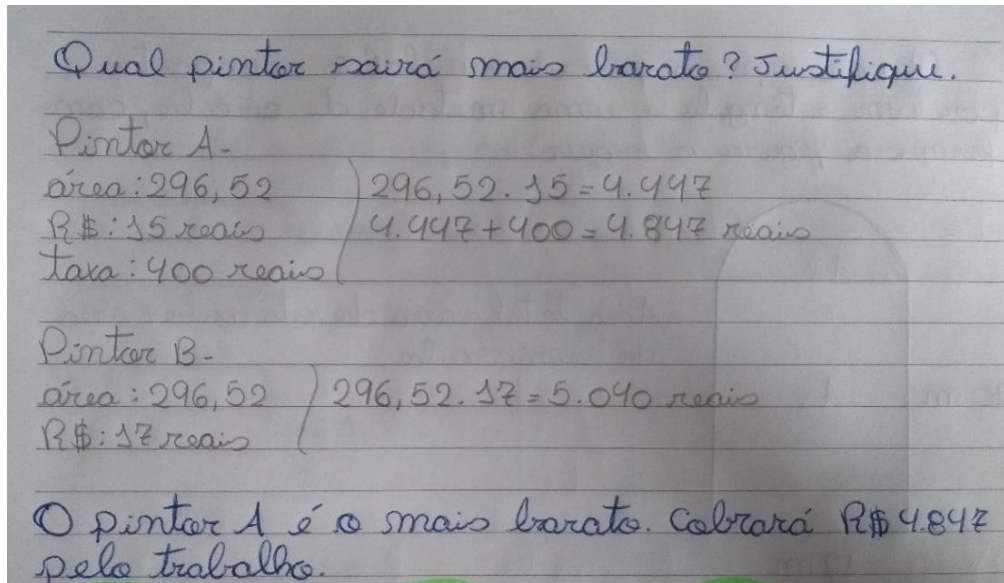 Qual pintor sairá mais barato? Justifique.
Pintor A-
área: 296,52
296,52 . 15 = 4.447
R$: 15 reais
4.447 + 400 = 4.847 reais
taxa: 400 reais
Pintor B-
área: 296,52
296,52 . 17 = 5.040 reais
R$: 17 reais
O pintor A é o mais barato. Cobrará R$ 4.847
pelo trabalho.